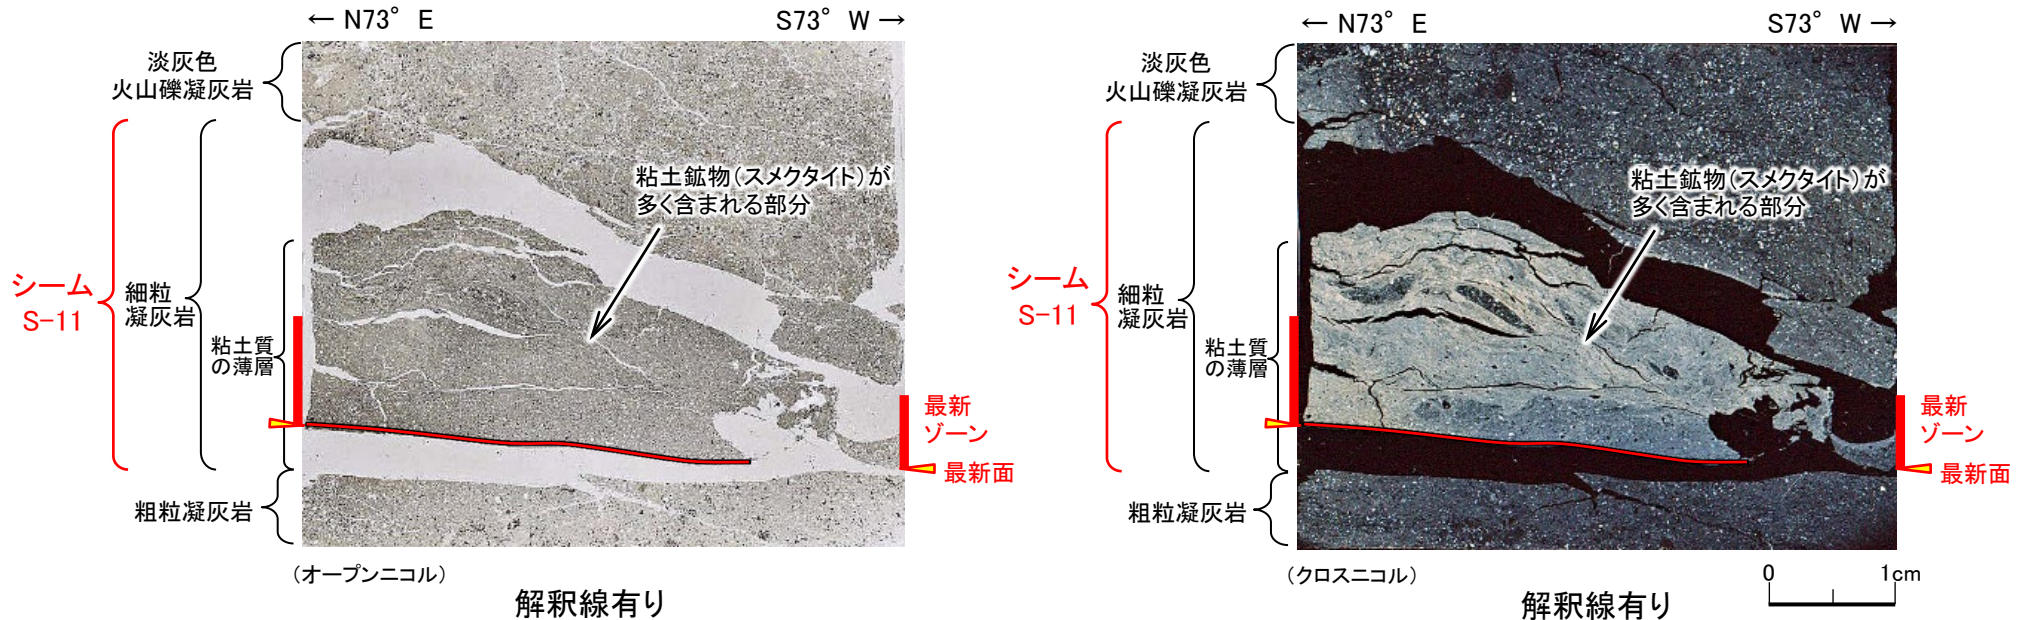 ← N73° E
S73° W →
淡灰色
火山礫凝灰岩
粘土鉱物(スメクタイト)が
多く含まれる部分
シーム
S-11
細粒
凝灰岩
粘土質
の薄層
最新
ゾーン
最新面
粗粒凝灰岩
(オープンニコル)
解釈線有り
← N73° E
S73° W →
淡灰色
火山礫凝灰岩
粘土鉱物(スメクタイト)が
多く含まれる部分
シーム
S-11
細粒
凝灰岩
粘土質
の薄層
最新
ゾーン
最新面
粗粒凝灰岩
(クロスニコル)
解釈線有り
0 1cm